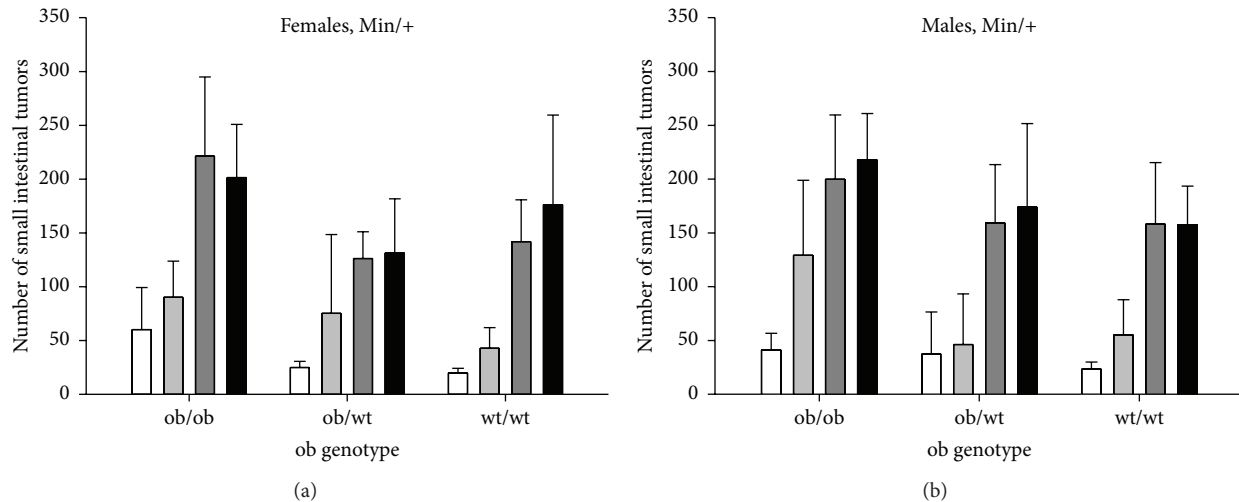 Females, Min/+
Number of small intestinal tumors
350
300
250
200
150
100
50
0
ob/ob ob/wt wt/wt
ob genotype
(a)
Males, Min/+
Number of small intestinal tumors
350
300
250
200
150
100
50
0
ob/ob ob/wt wt/wt
ob genotype
(b)